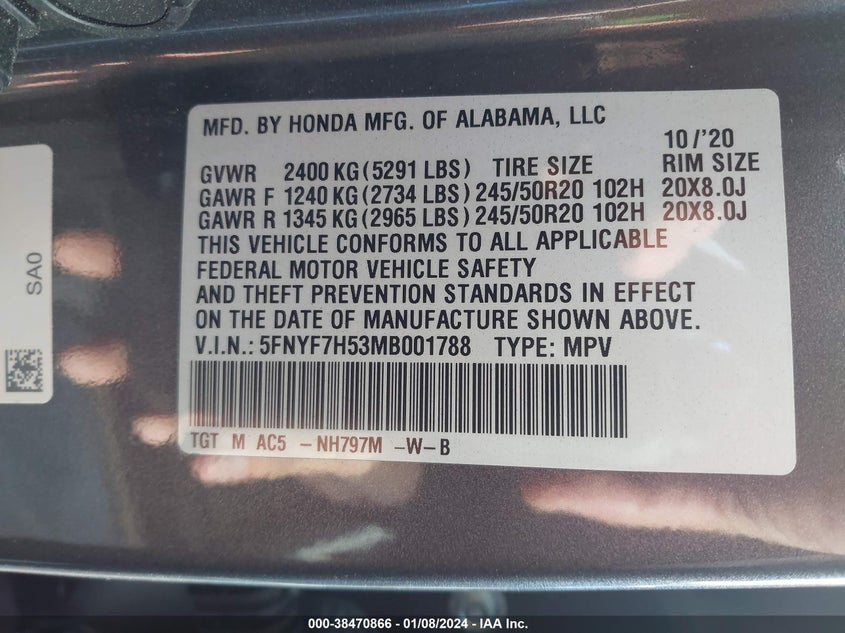 MFD. BY HONDA MFG. OF ALABAMA, LLC
10/'20
GVWR 2400 KG (5291 LBS) TIRE SIZE RIM SIZE
GAWR F 1240 KG (2734 LBS) 245/50R20 102H 20X8.0J
GAWR R 1345 KG (2965 LBS) 245/50R20 102H 20X8.0J
THIS VEHICLE CONFORMS TO ALL APPLICABLE
FEDERAL MOTOR VEHICLE SAFETY
AND THEFT PREVENTION STANDARDS IN EFFECT
ON THE DATE OF MANUFACTURE SHOWN ABOVE.
V.I.N.: 5FNYF7H53MB001788 TYPE: MPV
TGT M AC5 -NH797M -W-B
SA0
000-38470866 - 01/08/2024 - IAA Inc.